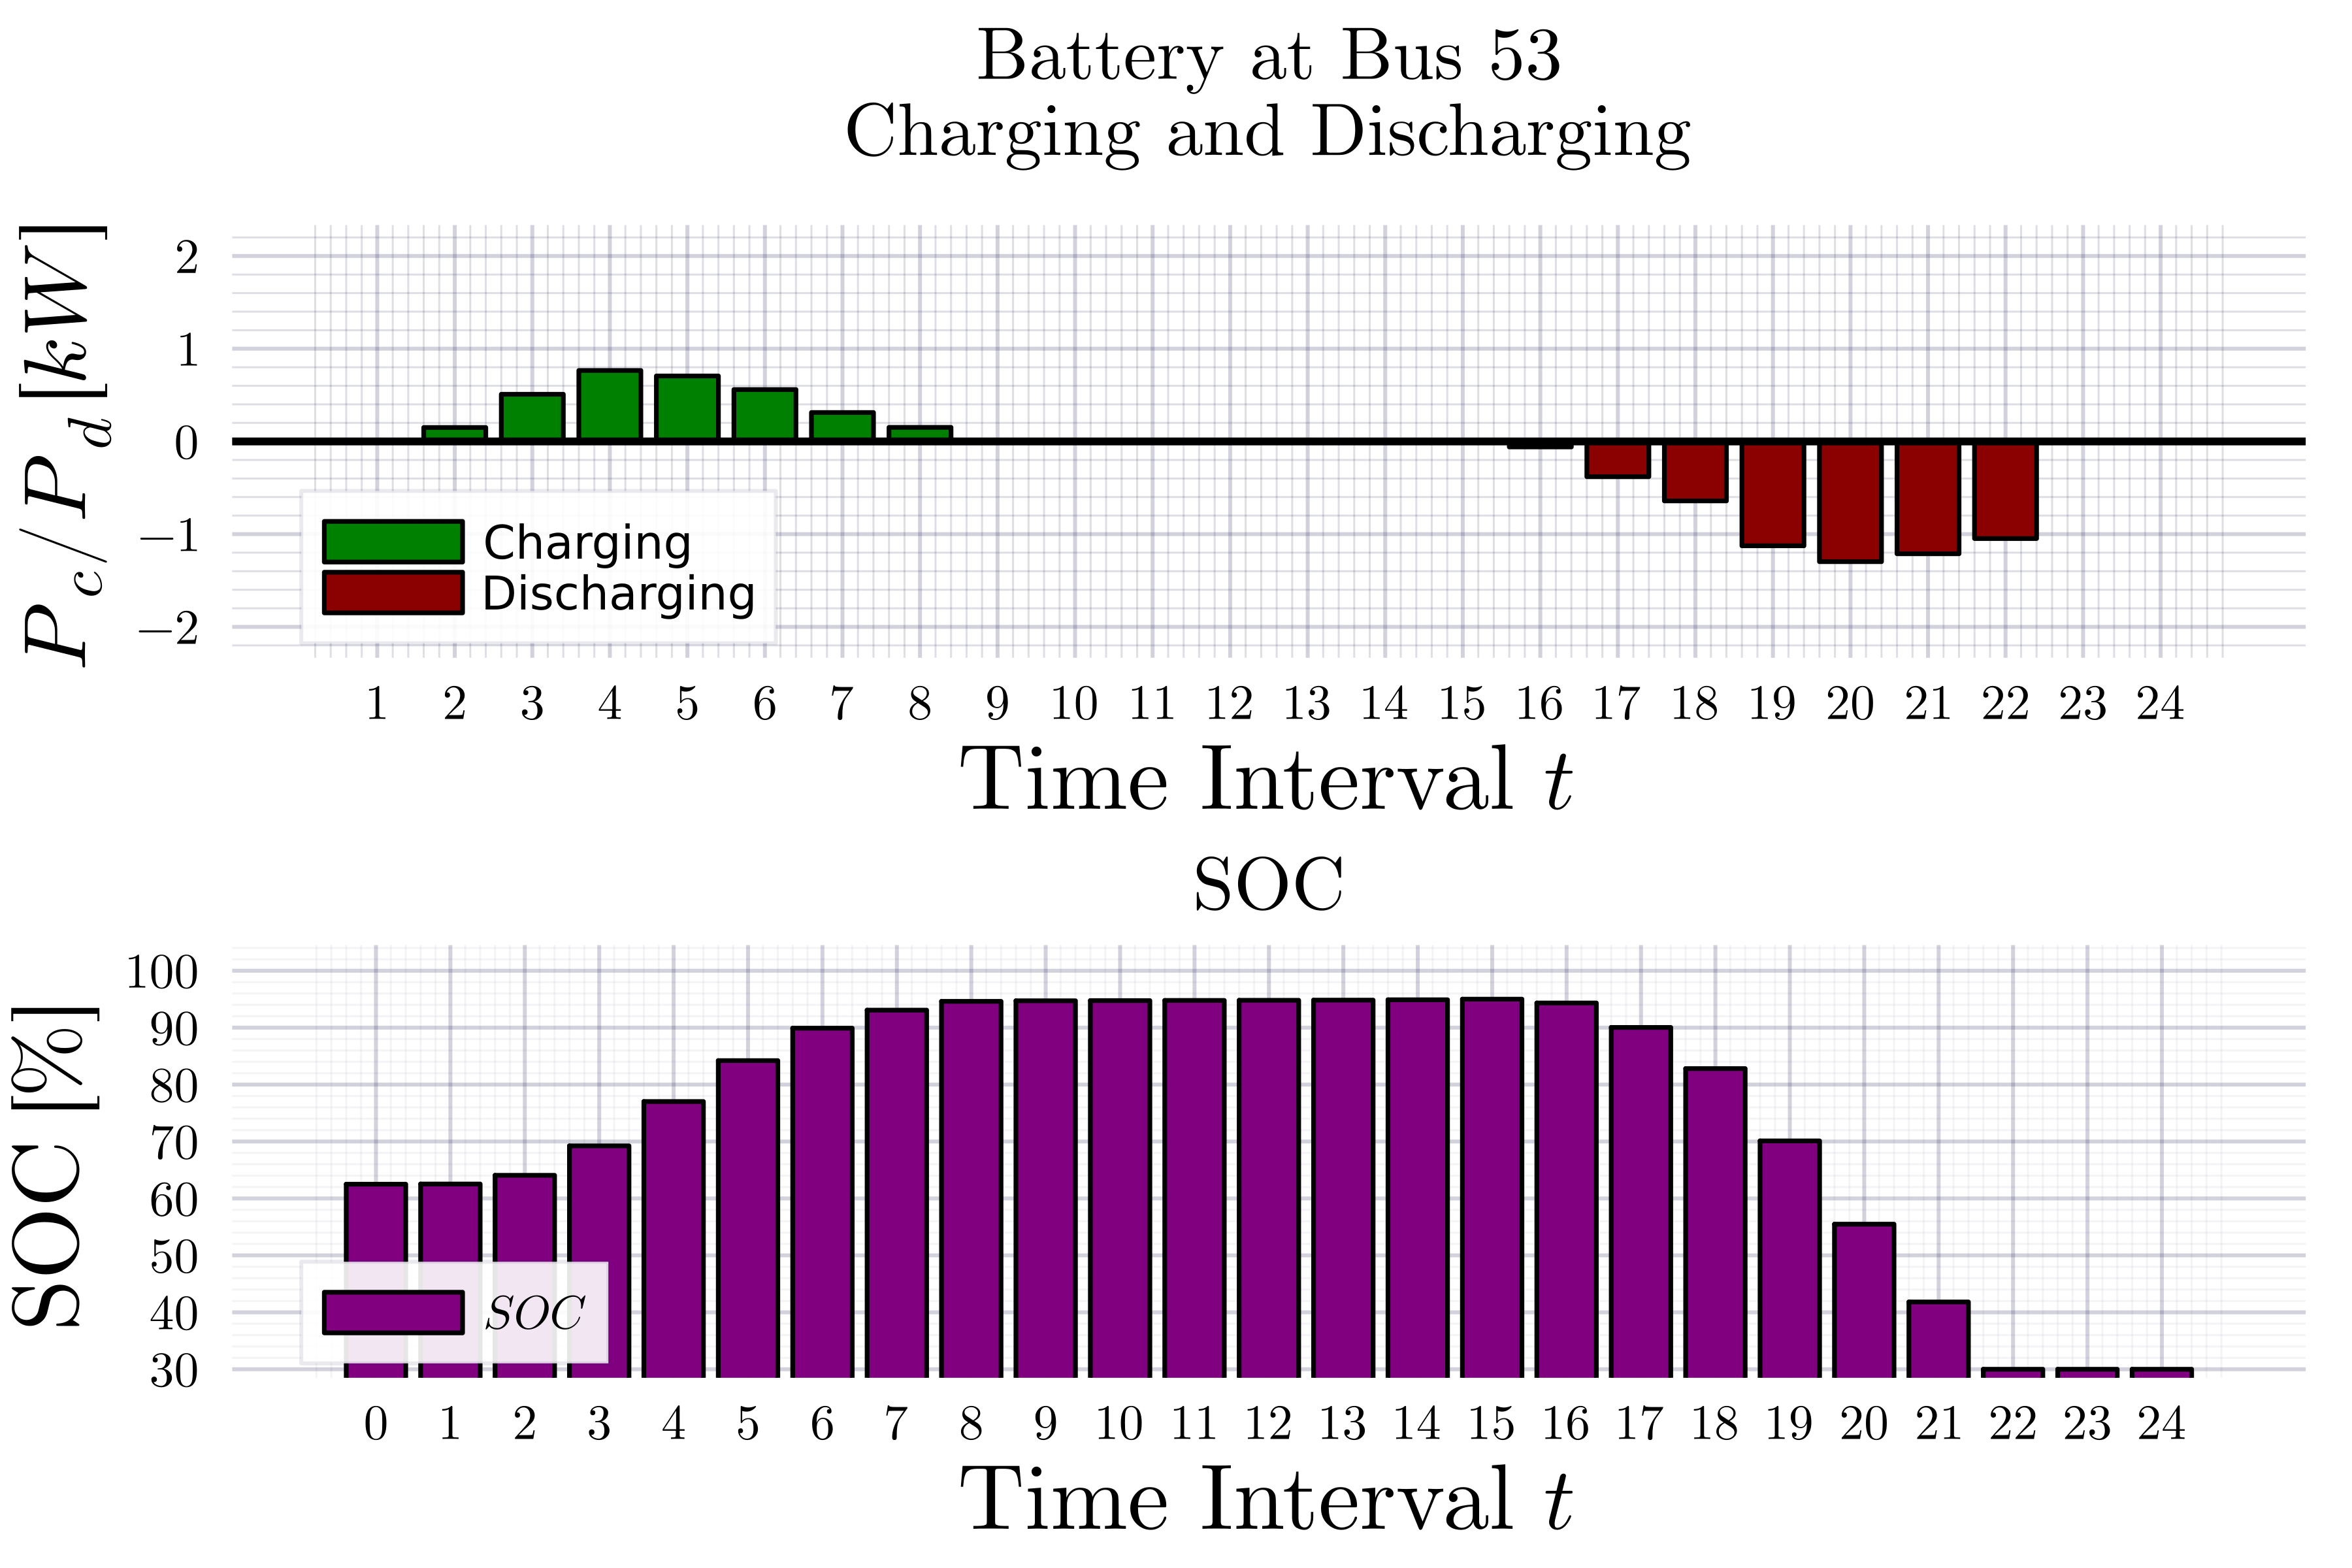 Battery at Bus 53
Charging and Discharging
P_c/P_d [kW]
2
1
0
−1
−2
Charging
Discharging
1 2 3 4 5 6 7 8 9 10 11 12 13 14 15 16 17 18 19 20 21 22 23 24
Time Interval t
SOC
SOC [%]
100
90
80
70
60
50
40
30
SOC
0 1 2 3 4 5 6 7 8 9 10 11 12 13 14 15 16 17 18 19 20 21 22 23 24
Time Interval t